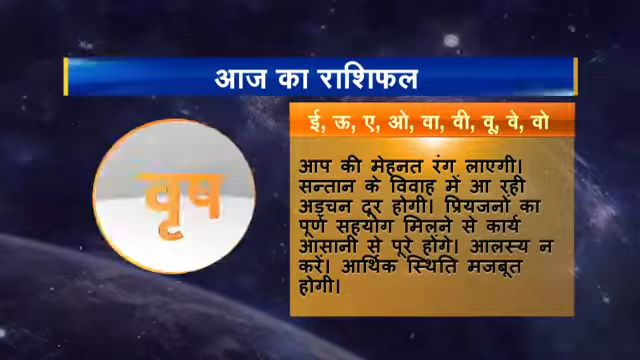 आज का राशिफल
ई, ऊ, ए, ओ, वा, वी, वू, वे, वो
वृष
आप की मेहनत रंग लाएगी।
सन्तान के विवाह में आ रही
अड़चन दूर होगी। प्रियजनों का
पूर्ण सहयोग मिलने से कार्य
आसानी से पूरे होंगे। आलस्य न
करें। आर्थिक स्थिति मजबूत
होगी।